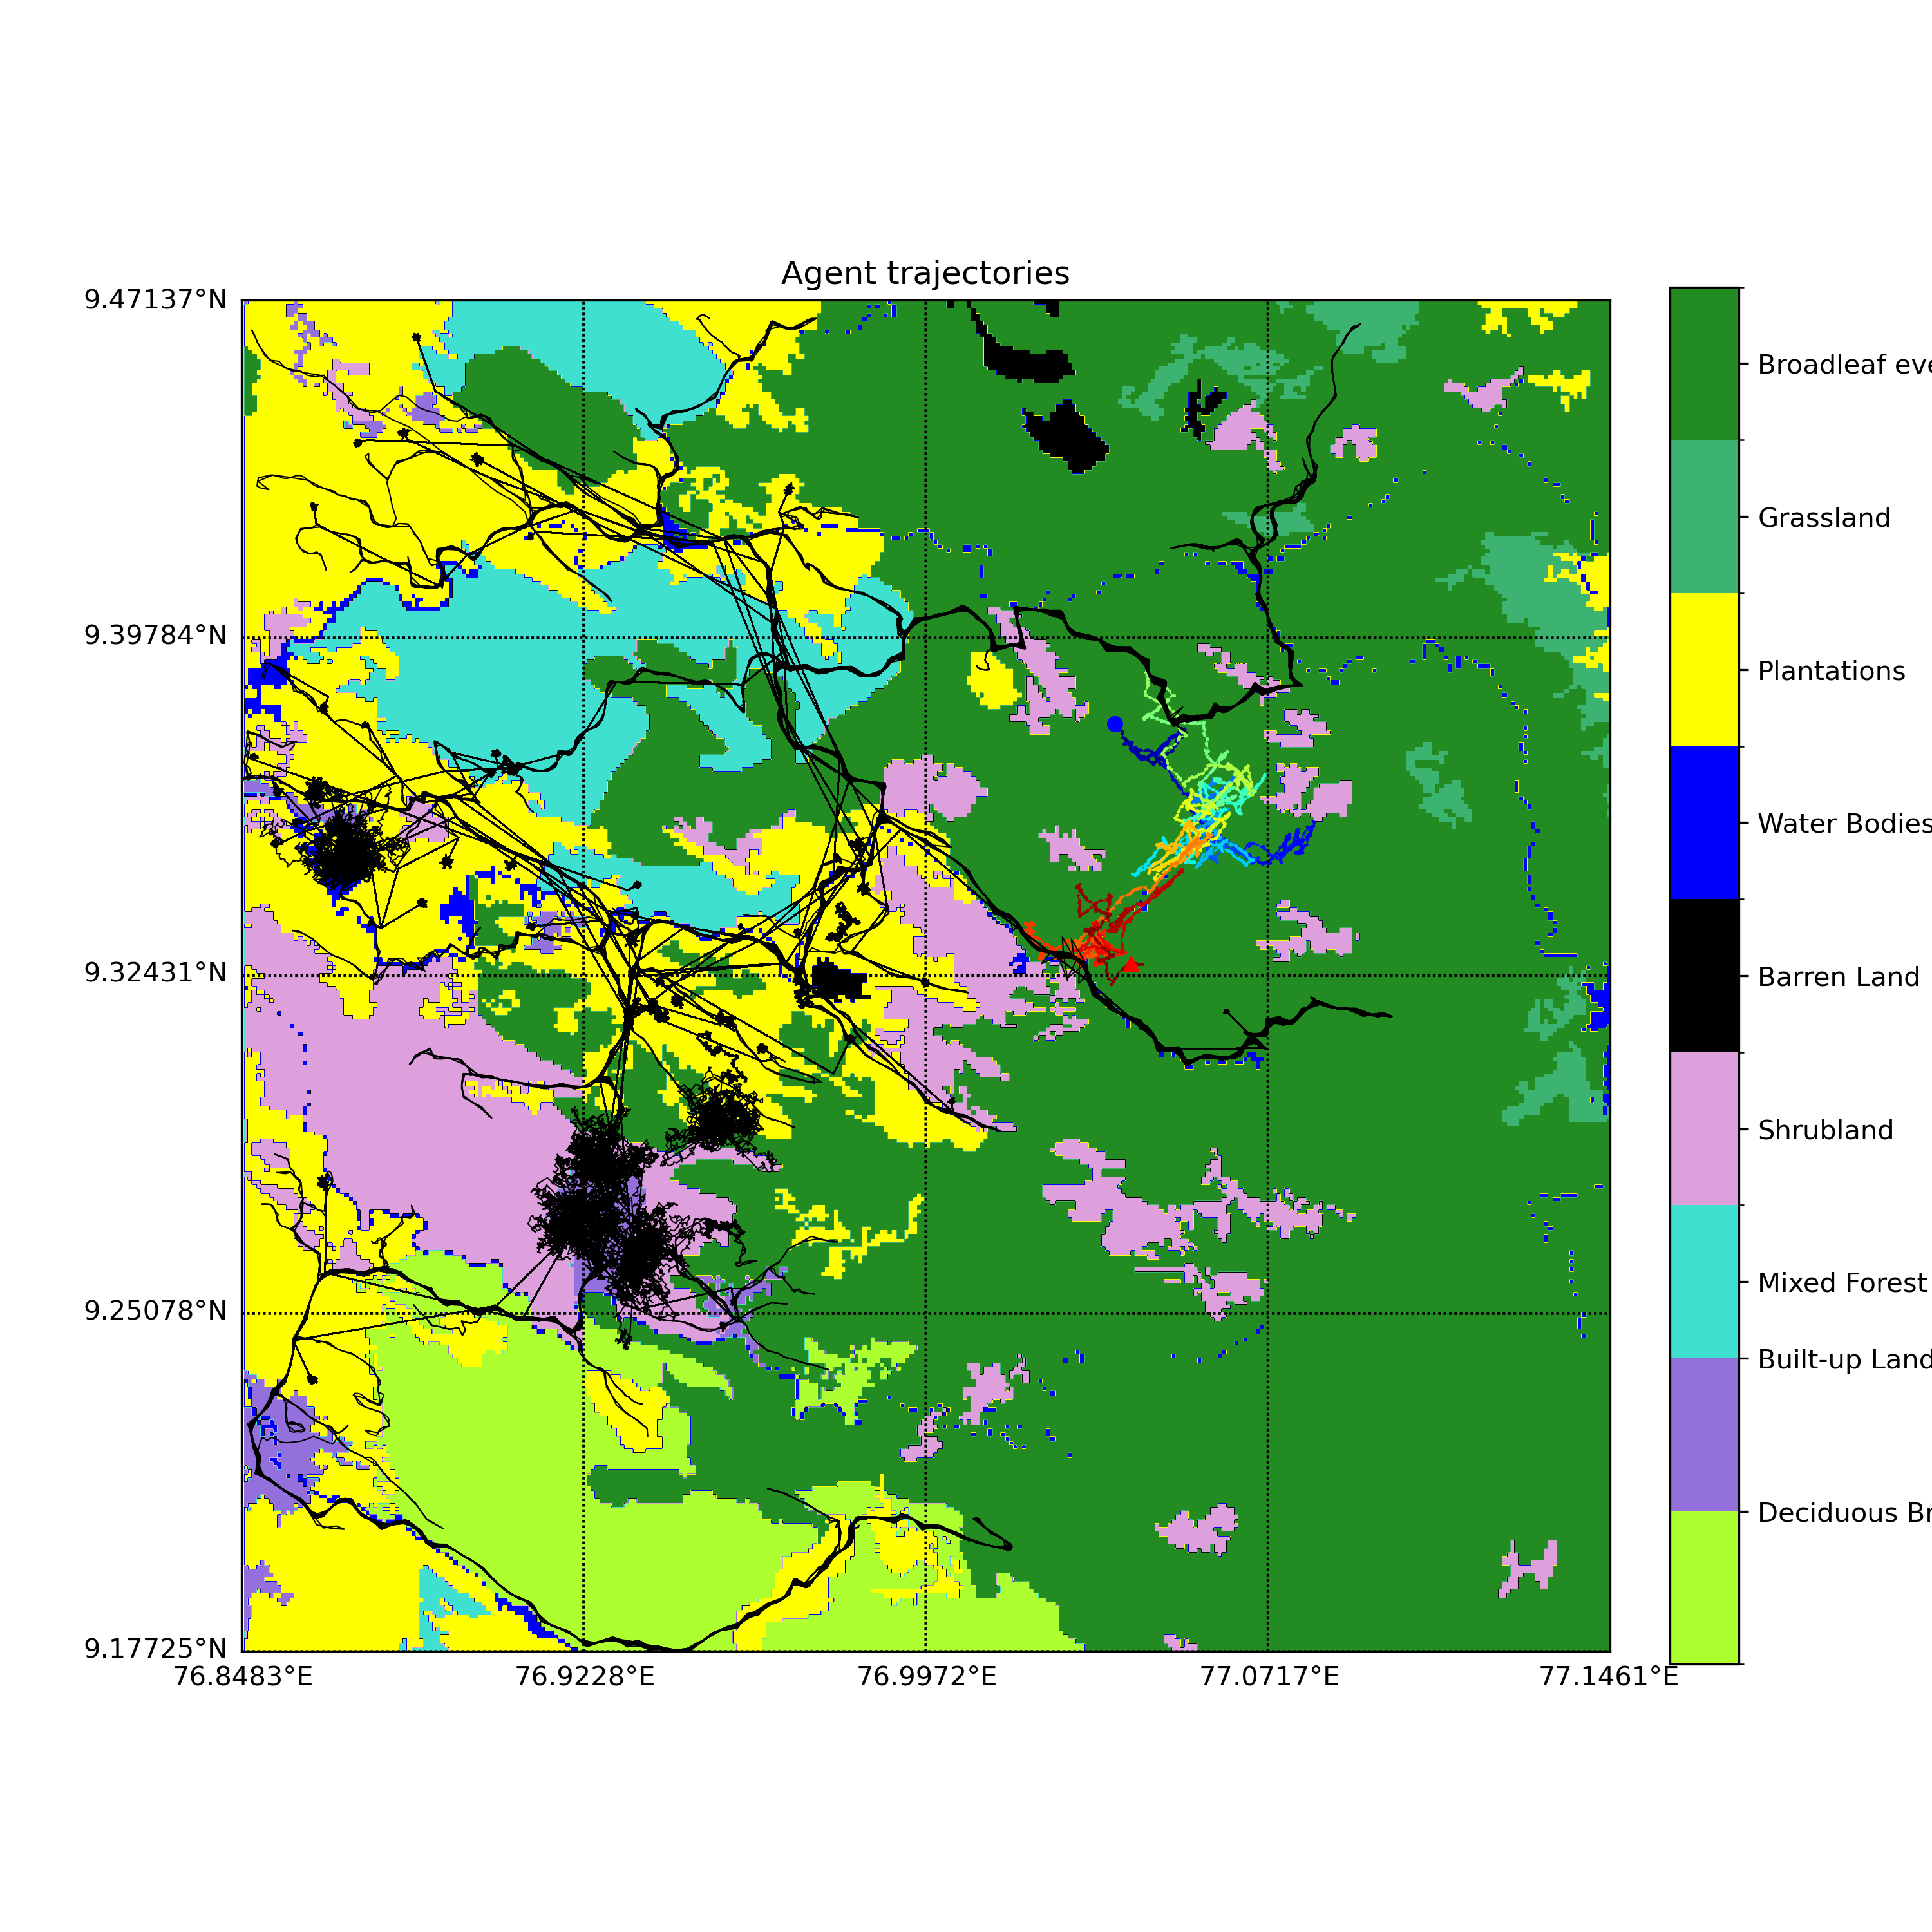 Agent trajectories
9.47137°N
9.39784°N
9.32431°N
9.25078°N
9.17725°N
76.8483°E
76.9228°E
76.9972°E
77.0717°E
77.1461°E
Broadleaf eve
Grassland
Plantations
Water Bodies
Barren Land
Shrubland
Mixed Forest
Built-up Land
Deciduous Br